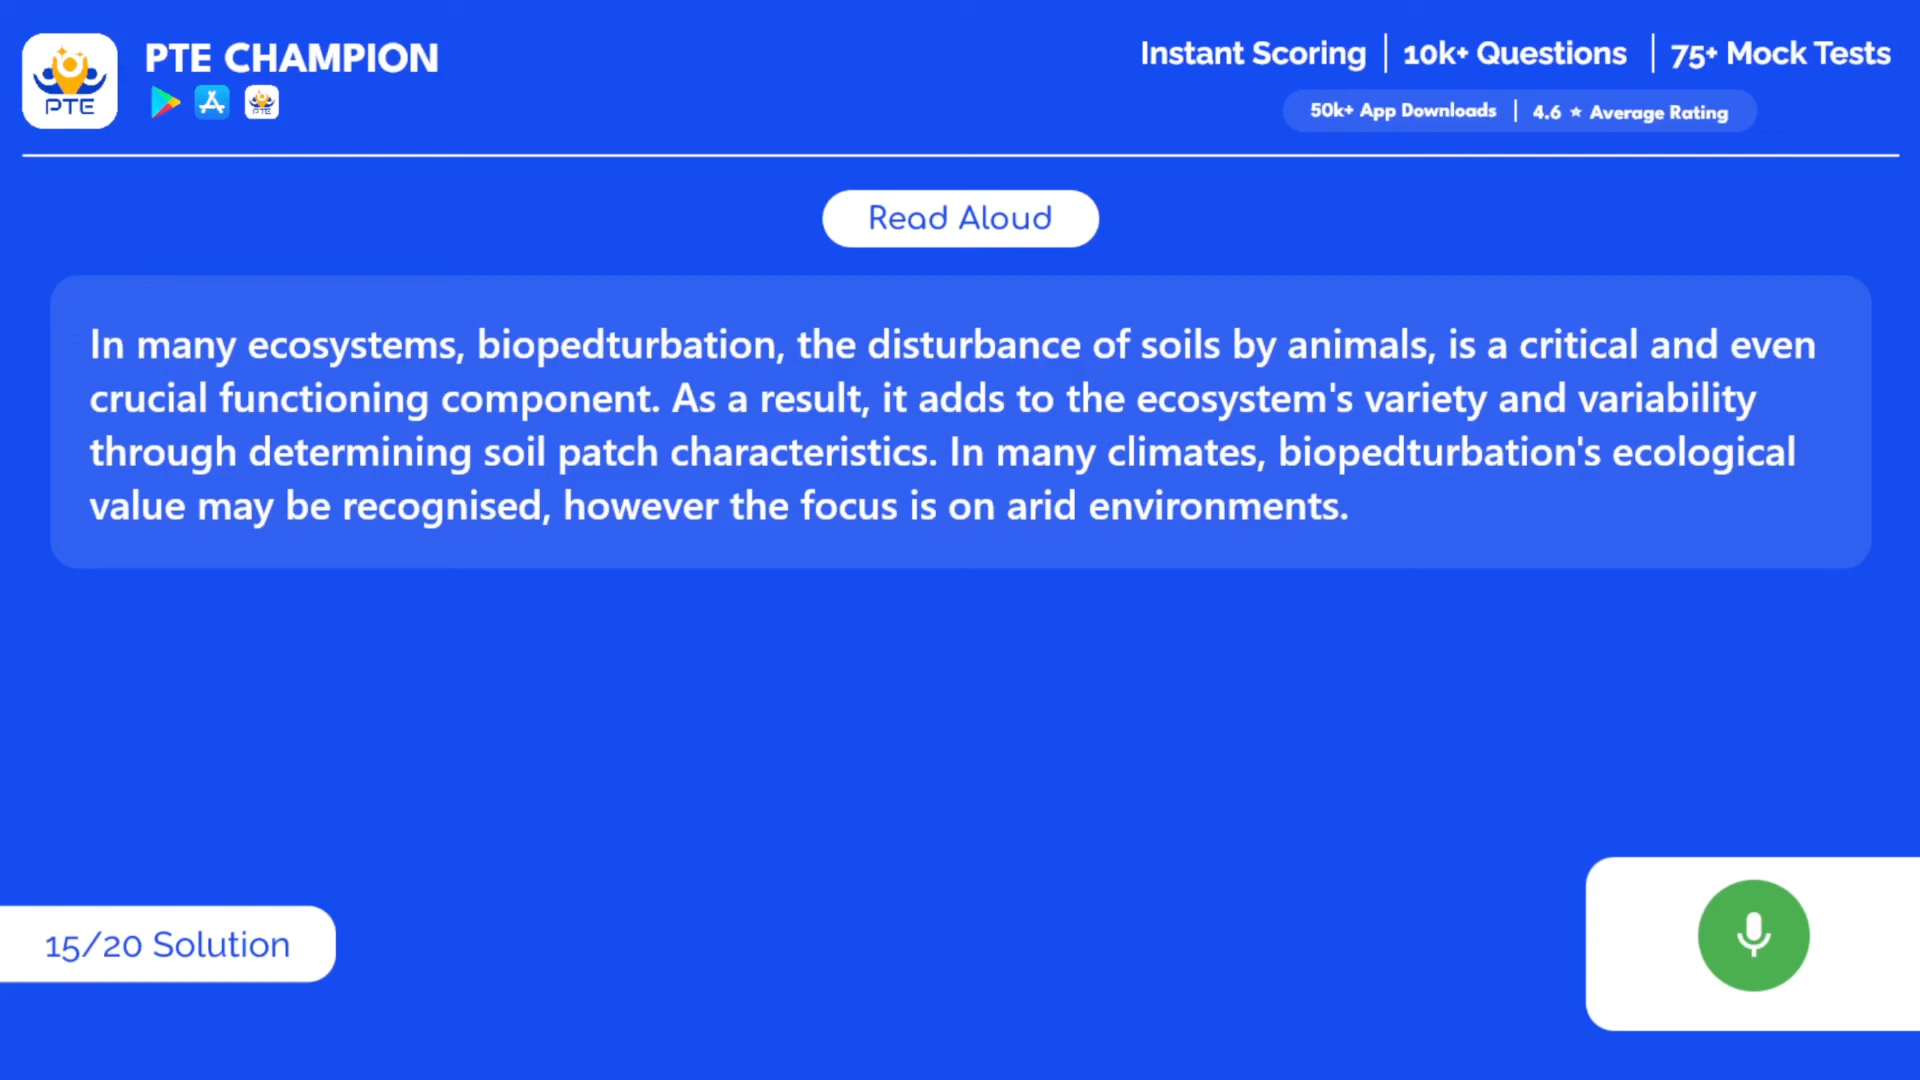 PTE CHAMPION
PTE
PTE
Instant Scoring | 10k+ Questions | 75+ Mock Tests
50k+ App Downloads | 4.6 ★ Average Rating
Read Aloud
In many ecosystems, biopedturbation, the disturbance of soils by animals, is a critical and even
crucial functioning component. As a result, it adds to the ecosystem's variety and variability
through determining soil patch characteristics. In many climates, biopedturbation's ecological
value may be recognised, however the focus is on arid environments.
15/20 Solution